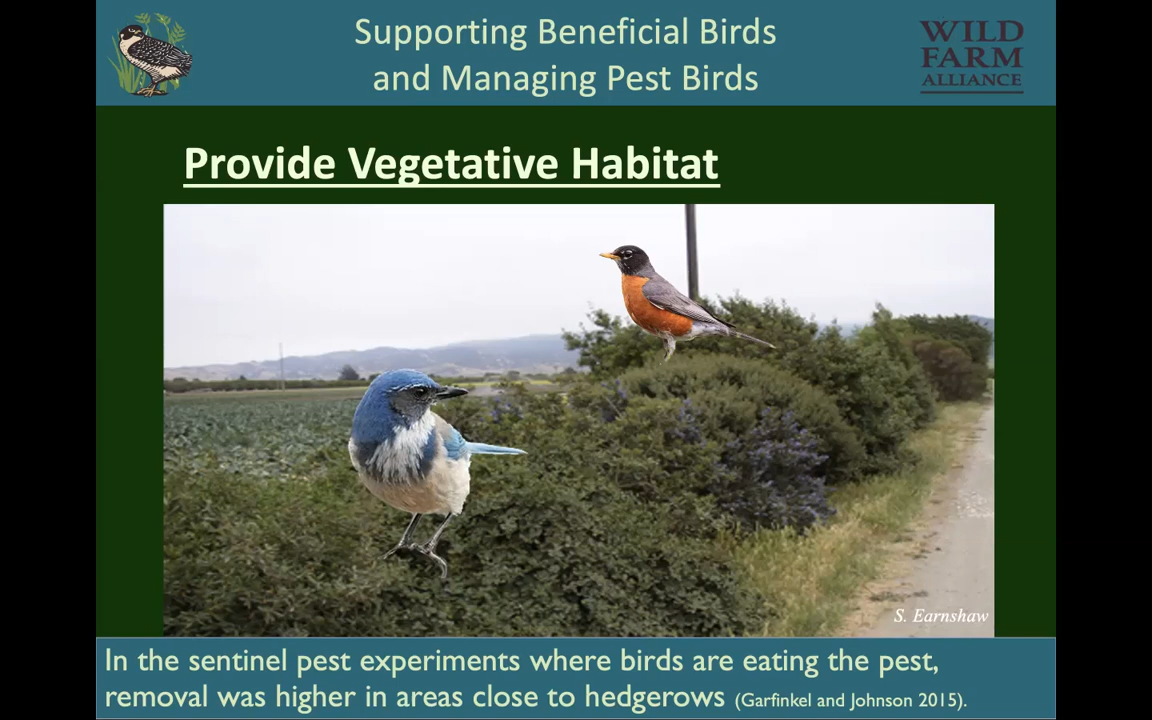 Supporting Beneficial Birds
and Managing Pest Birds
WILD
FARM
ALLIANCE
Provide Vegetative Habitat
S. Earnshaw
In the sentinel pest experiments where birds are eating the pest,
removal was higher in areas close to hedgerows (Garfinkel and Johnson 2015).